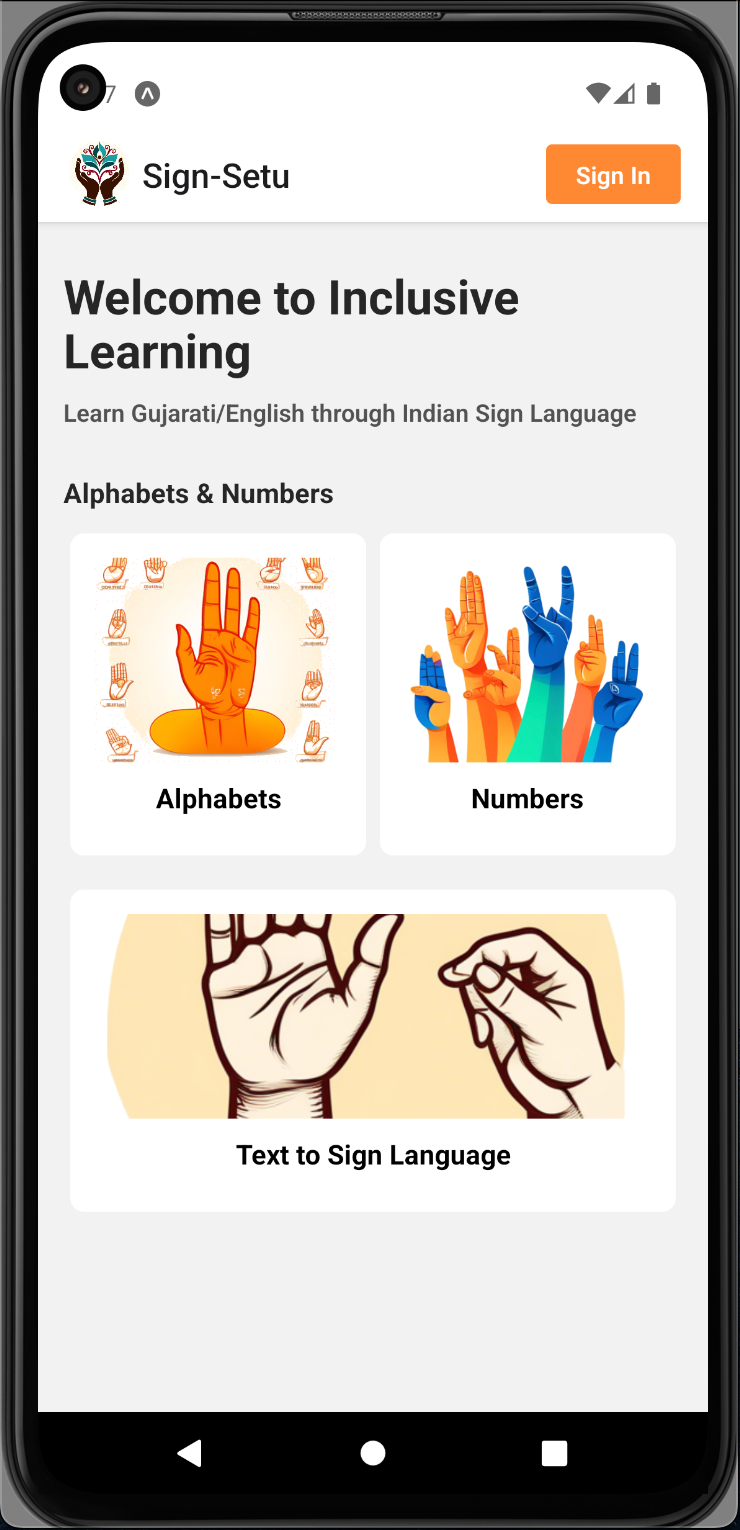 7
Sign-Setu
Sign In
Welcome to Inclusive
Learning
Learn Gujarati/English through Indian Sign Language
Alphabets & Numbers
Alphabets
Numbers
Text to Sign Language